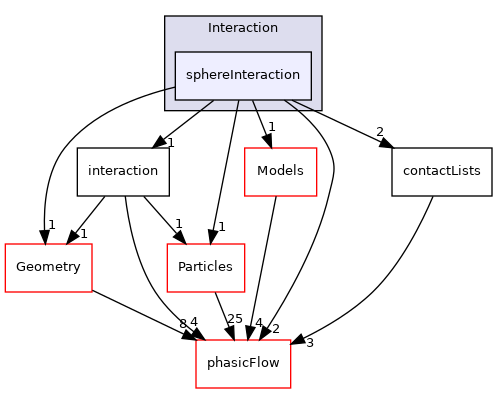 Interaction
sphereInteraction
2
1
1
interaction
Models
contactLists
1
1
1
1
Geometry
Particles
8
4
25
4
2
3
phasicFlow